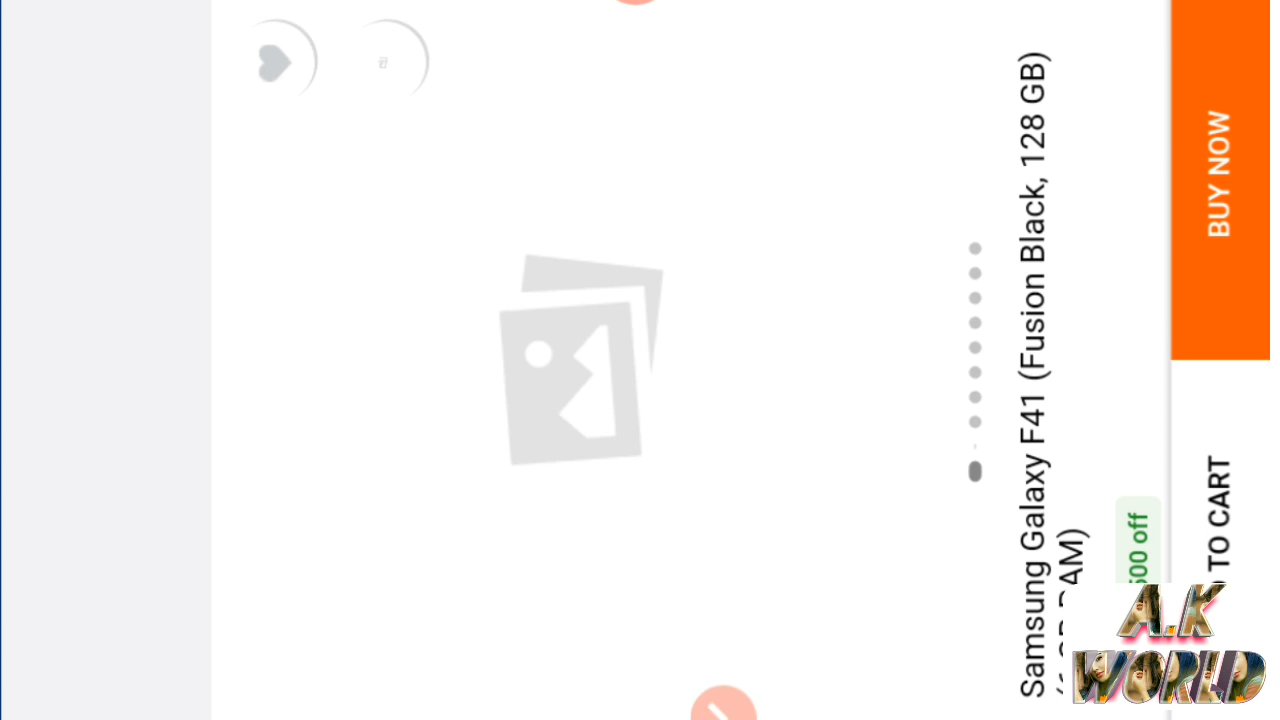 Samsung Galaxy F41 (Fusion Black, 128 GB)
500 off
TO CART
BUY NOW
A.K
WORLD